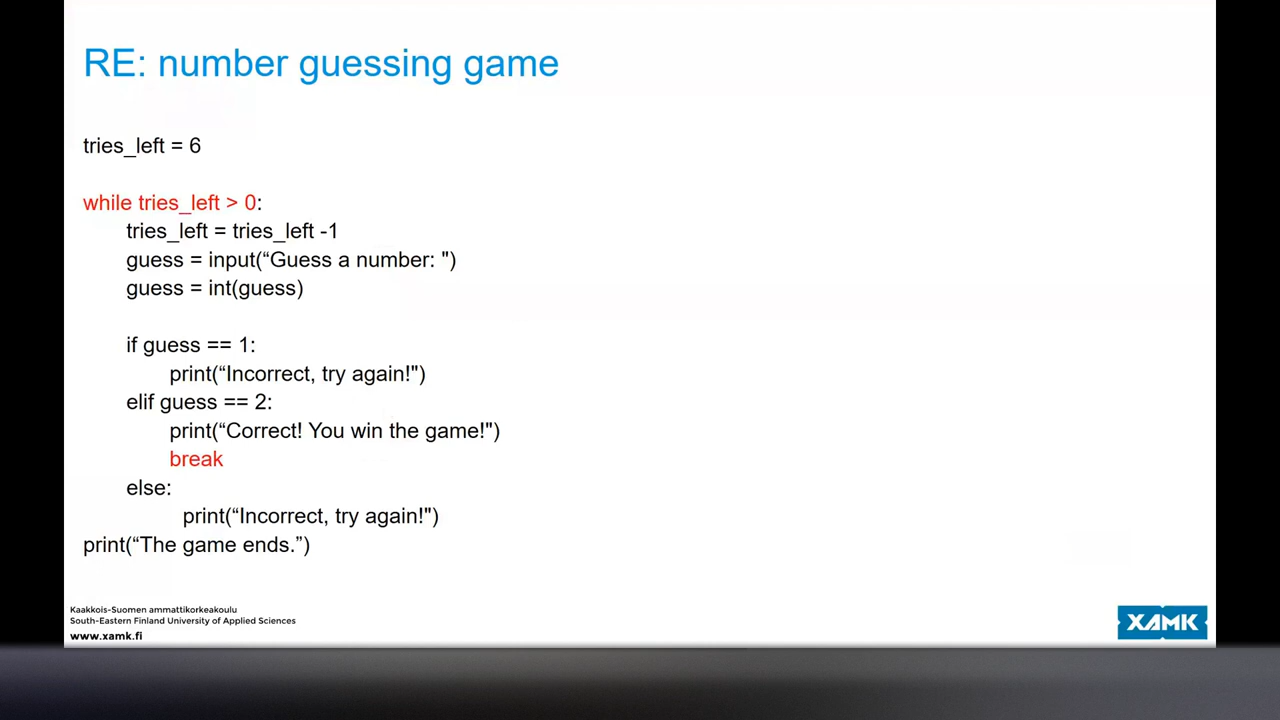 RE: number guessing game
tries_left = 6
while tries_left > 0:
tries_left = tries_left -1
guess = input(“Guess a number: ")
guess = int(guess)
if guess == 1:
print(“Incorrect, try again!")
elif guess == 2:
print(“Correct! You win the game!")
break
else:
print(“Incorrect, try again!")
print(“The game ends.”)
Kaakkois-Suomen ammattikorkeakoulu
South-Eastern Finland University of Applied Sciences
www.xamk.fi
XAMK